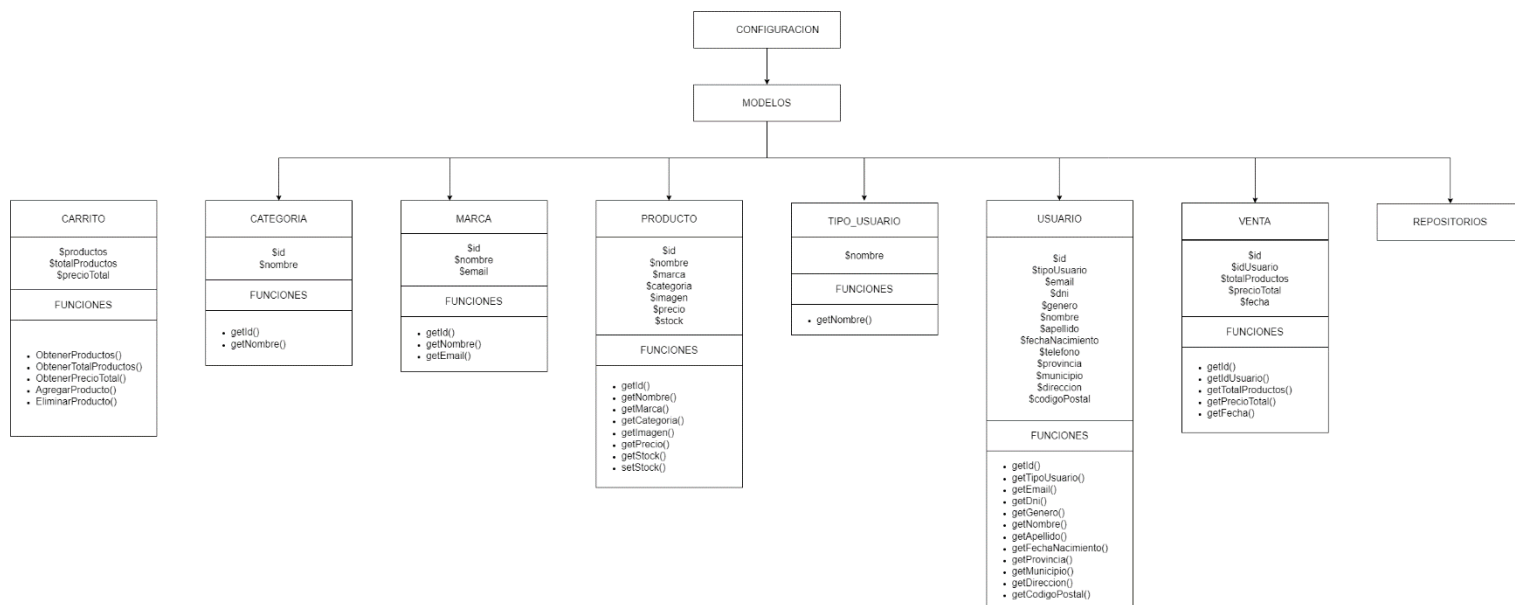 CONFIGURACION
MODELOS
CARRITO
$productos
$totalProductos
$precioTotal
FUNCIONES
ObtenerProductos()
ObtenerTotalProductos()
ObtenerPrecioTotal()
AgregarProducto()
EliminarProducto()
CATEGORIA
$id
$nombre
FUNCIONES
getId()
getNombre()
MARCA
$id
$nombre
$email
FUNCIONES
getId()
getNombre()
getEmail()
PRODUCTO
$id
$nombre
$marca
$categoria
$imagen
$precio
$stock
FUNCIONES
getId()
getNombre()
getMarca()
getCategoria()
getImagen()
getPrecio()
getStock()
setStock()
TIPO_USUARIO
$nombre
FUNCIONES
getNombre()
USUARIO
$id
$tipoUsuario
$email
$dni
$genero
$nombre
$apellido
$fechaNacimiento
$telefono
$provincia
$municipio
$direccion
$codigoPostal
FUNCIONES
getId()
getTipoUsuario()
getEmail()
getDni()
getGenero()
getNombre()
getApellido()
getFechaNacimiento()
getProvincia()
getMunicipio()
getDireccion()
getCodigoPostal()
VENTA
$id
$idUsuario
$totalProductos
$precioTotal
$fecha
FUNCIONES
getId()
getIdUsuario()
getTotalProductos()
getPrecioTotal()
getFecha()
REPOSITORIOS